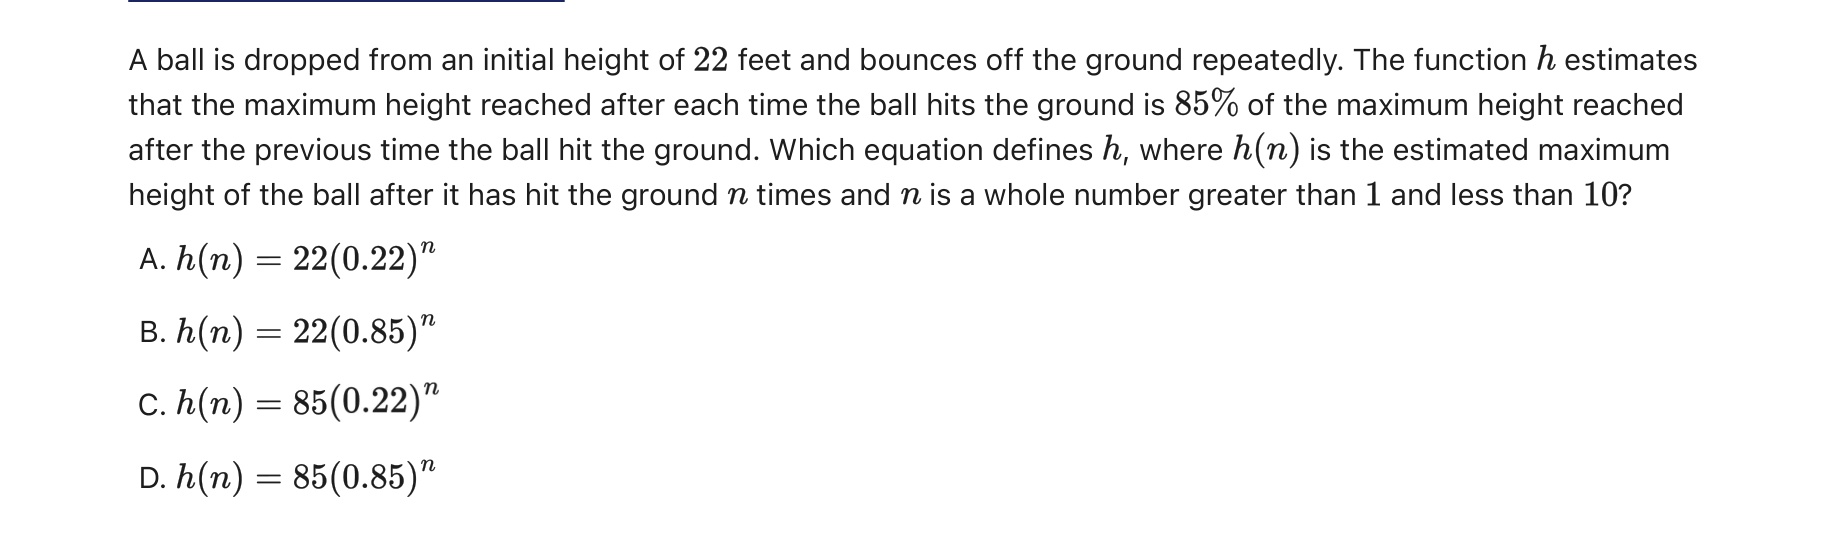 A ball is dropped from an initial height of 22 feet and bounces off the ground repeatedly. The function h estimates
that the maximum height reached after each time the ball hits the ground is 85% of the maximum height reached
after the previous time the ball hit the ground. Which equation defines h, where h(n) is the estimated maximum
height of the ball after it has hit the ground n times and n is a whole number greater than 1 and less than 10?
A. h(n) = 22(0.22)ⁿ
B. h(n) = 22(0.85)ⁿ
C. h(n) = 85(0.22)ⁿ
D. h(n) = 85(0.85)ⁿ